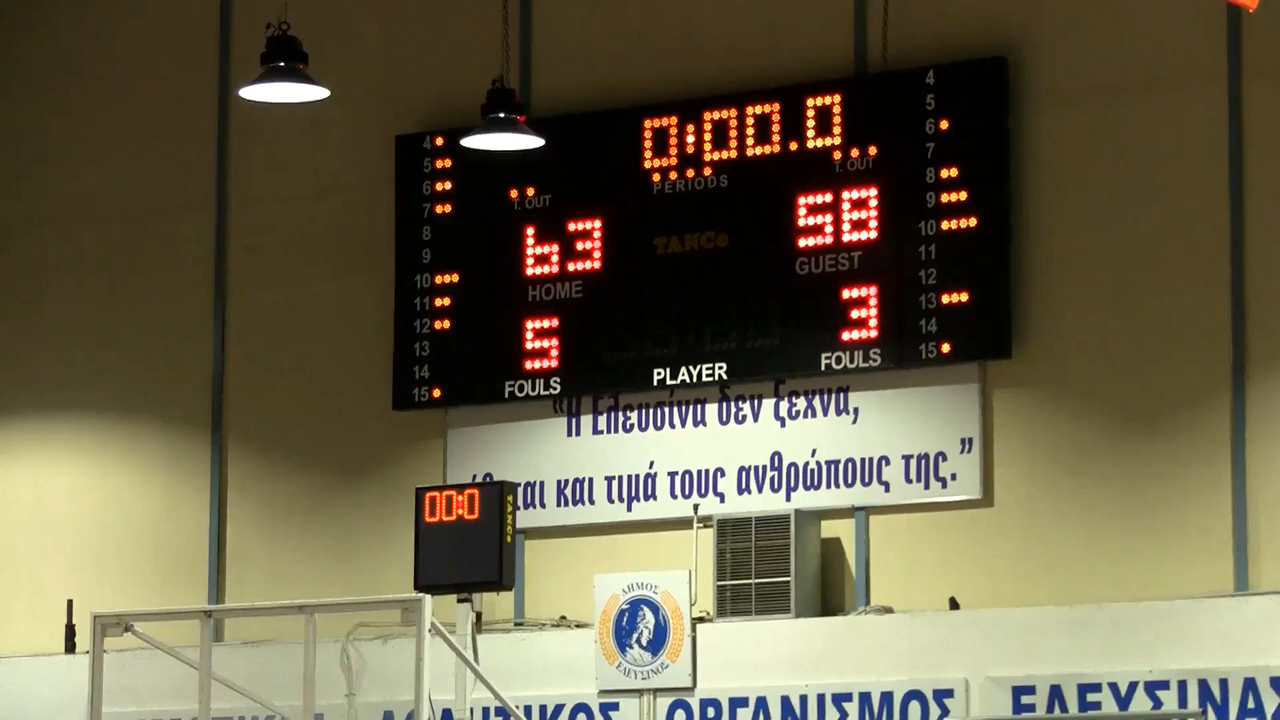 0:00.0
PERIODS
T. OUT
T. OUT
63
58
TANCo
HOME
GUEST
5
3
FOULS
PLAYER
FOULS
4
5
6
7
8
9
10
11
12
13
14
15
4
5
6
7
8
9
10
11
12
13
14
15
“Η Ελευσίνα δεν ξεχνα,
και τιμά τους ανθρώπους της.”
00:0
TANCo
ΔΗΜΟΣ
ΕΛΕΥΣΙΝΟΣ
ΟΡΓΑΝΙΣΜΟΣ
ΕΛΕΥΣΙΝΑΣ